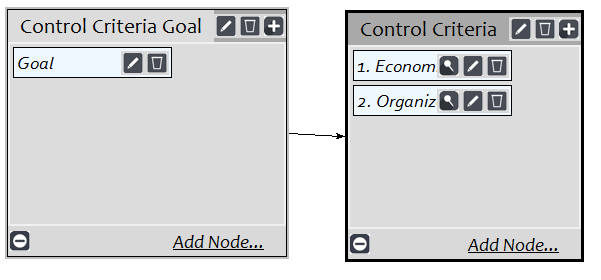 Control Criteria Goal
Goal
Add Node...
Control Criteria
1. Econom
2. Organiz
Add Node...